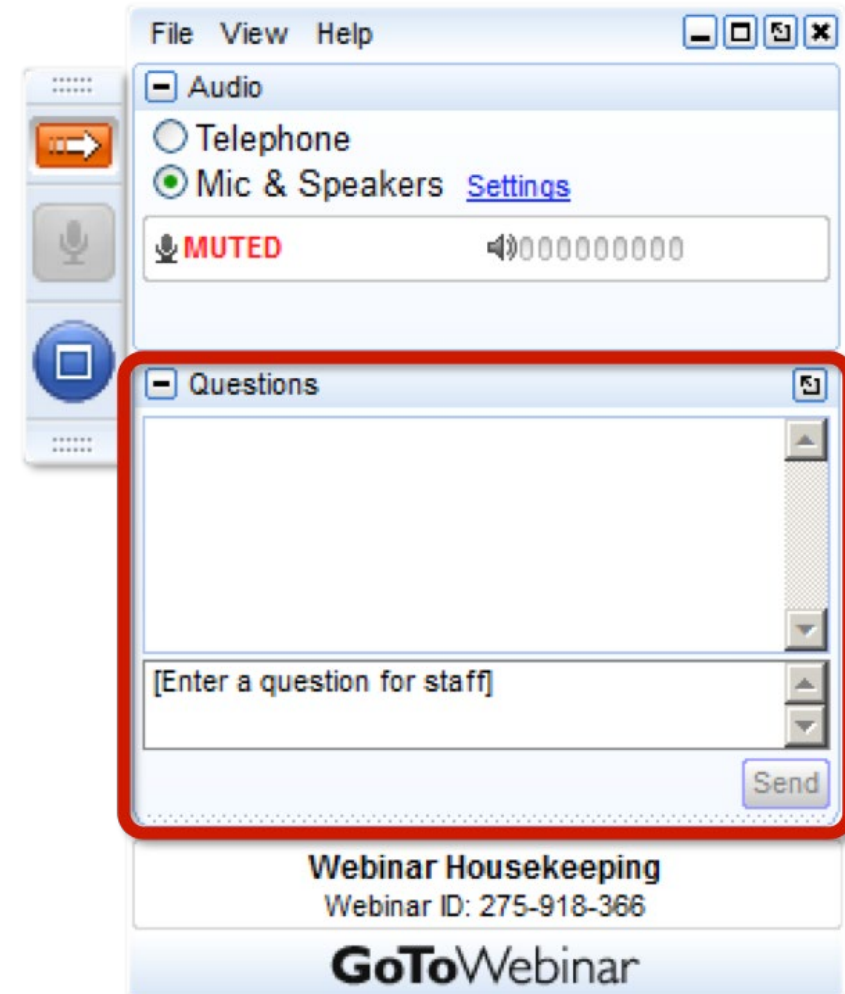 File View Help
Audio
Telephone
Mic & Speakers Settings
MUTED
Questions
[Enter a question for staff]
Send
Webinar Housekeeping
Webinar ID: 275-918-366
GoToWebinar